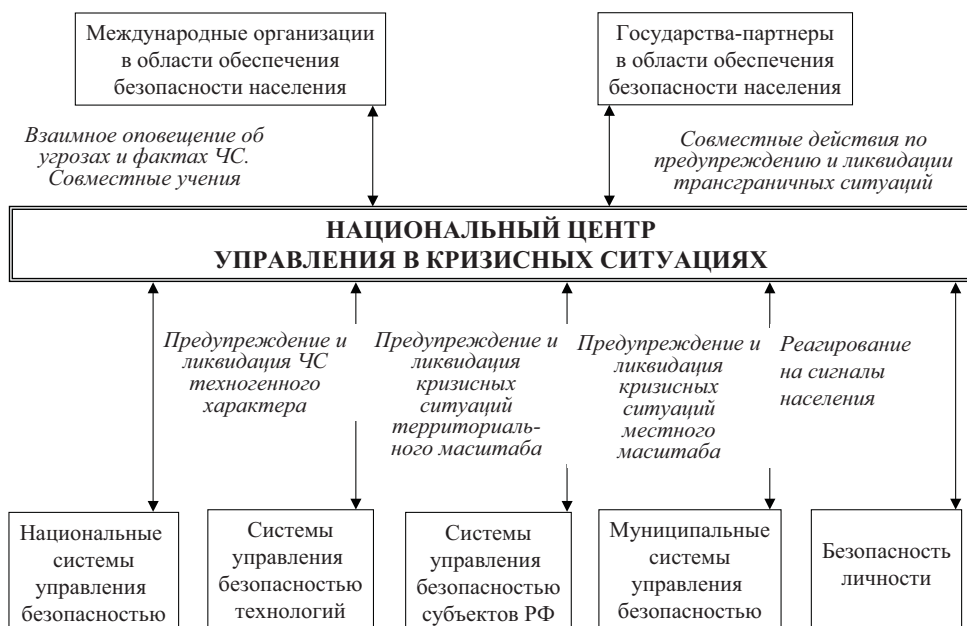 Международные организации
в области обеспечения
безопасности населения
Государства-партнеры
в области обеспечения
безопасности населения
Взаимное оповещение об
угрозах и фактах ЧС.
Совместные учения
Совместные действия по
предупреждению и ликвидации
трансграничных ситуаций
НАЦИОНАЛЬНЫЙ ЦЕНТР
УПРАВЛЕНИЯ В КРИЗИСНЫХ СИТУАЦИЯХ
Предупреждение и
ликвидация ЧС
техногенного
характера
Предупреждение и
ликвидация
кризисных
ситуаций
территориаль-
ного масштаба
Предупреждение и
ликвидация
кризисных
ситуаций
местного
масштаба
Реагирование
на сигналы
населения
Национальные
системы
управления
безопасностью
Системы
управления
безопасностью
технологий
Системы
управления
безопасностью
субъектов РФ
Муниципальные
системы
управления
безопасностью
Безопасность
личности